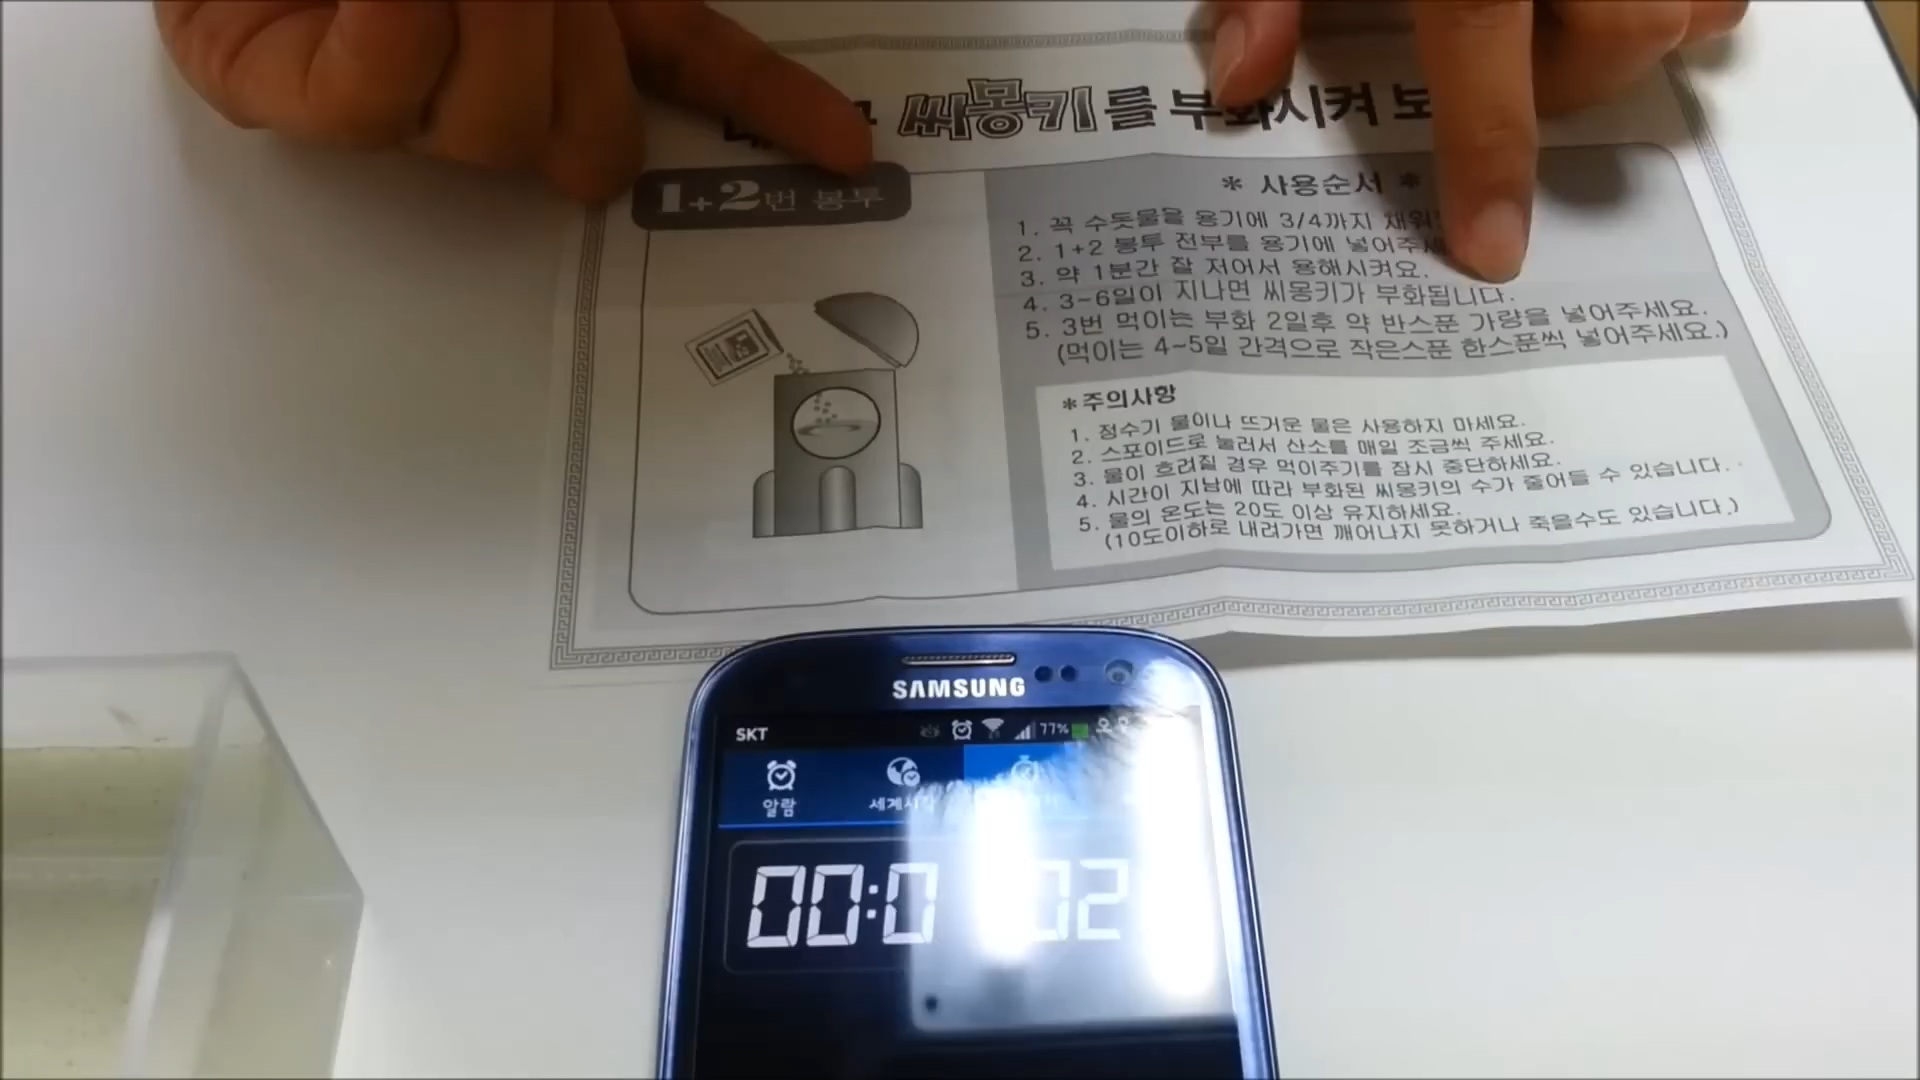 씨몽키를 부화시켜
1+2번 봉투
* 사용순서 *
1. 꼭 수돗물을 용기에 3/4까지
2. 1+2 봉투 전부를 용기에
3. 약 1분간 잘 저어서 용해시켜요.
4. 3~6일이 지나면 씨몽키가 부화됩니다.
5. 3번 먹이는 부화 2일후 약 반스푼 가량을 넣어주세요.
(먹이는 4~5일 간격으로 작은스푼 한스푼씩 넣어주세요.)
*주의사항
1. 정수기 물이나 뜨거운 물은 사용하지 마세요.
2. 스포이드로 눌러서 산소를 매일 조금씩 주세요.
3. 물이 흐려질 경우 먹이주기를 잠시 중단하세요.
4. 시간이 지남에 따라 부화된 씨몽키의 수가 줄어들 수 있습니다.
5. 물의 온도는 20도 이상 유지하세요.
(10도이하로 내려가면 깨어나지 못하거나 죽을수도 있습니다.)
SAMSUNG
SKT 77%
알람
00:0 02